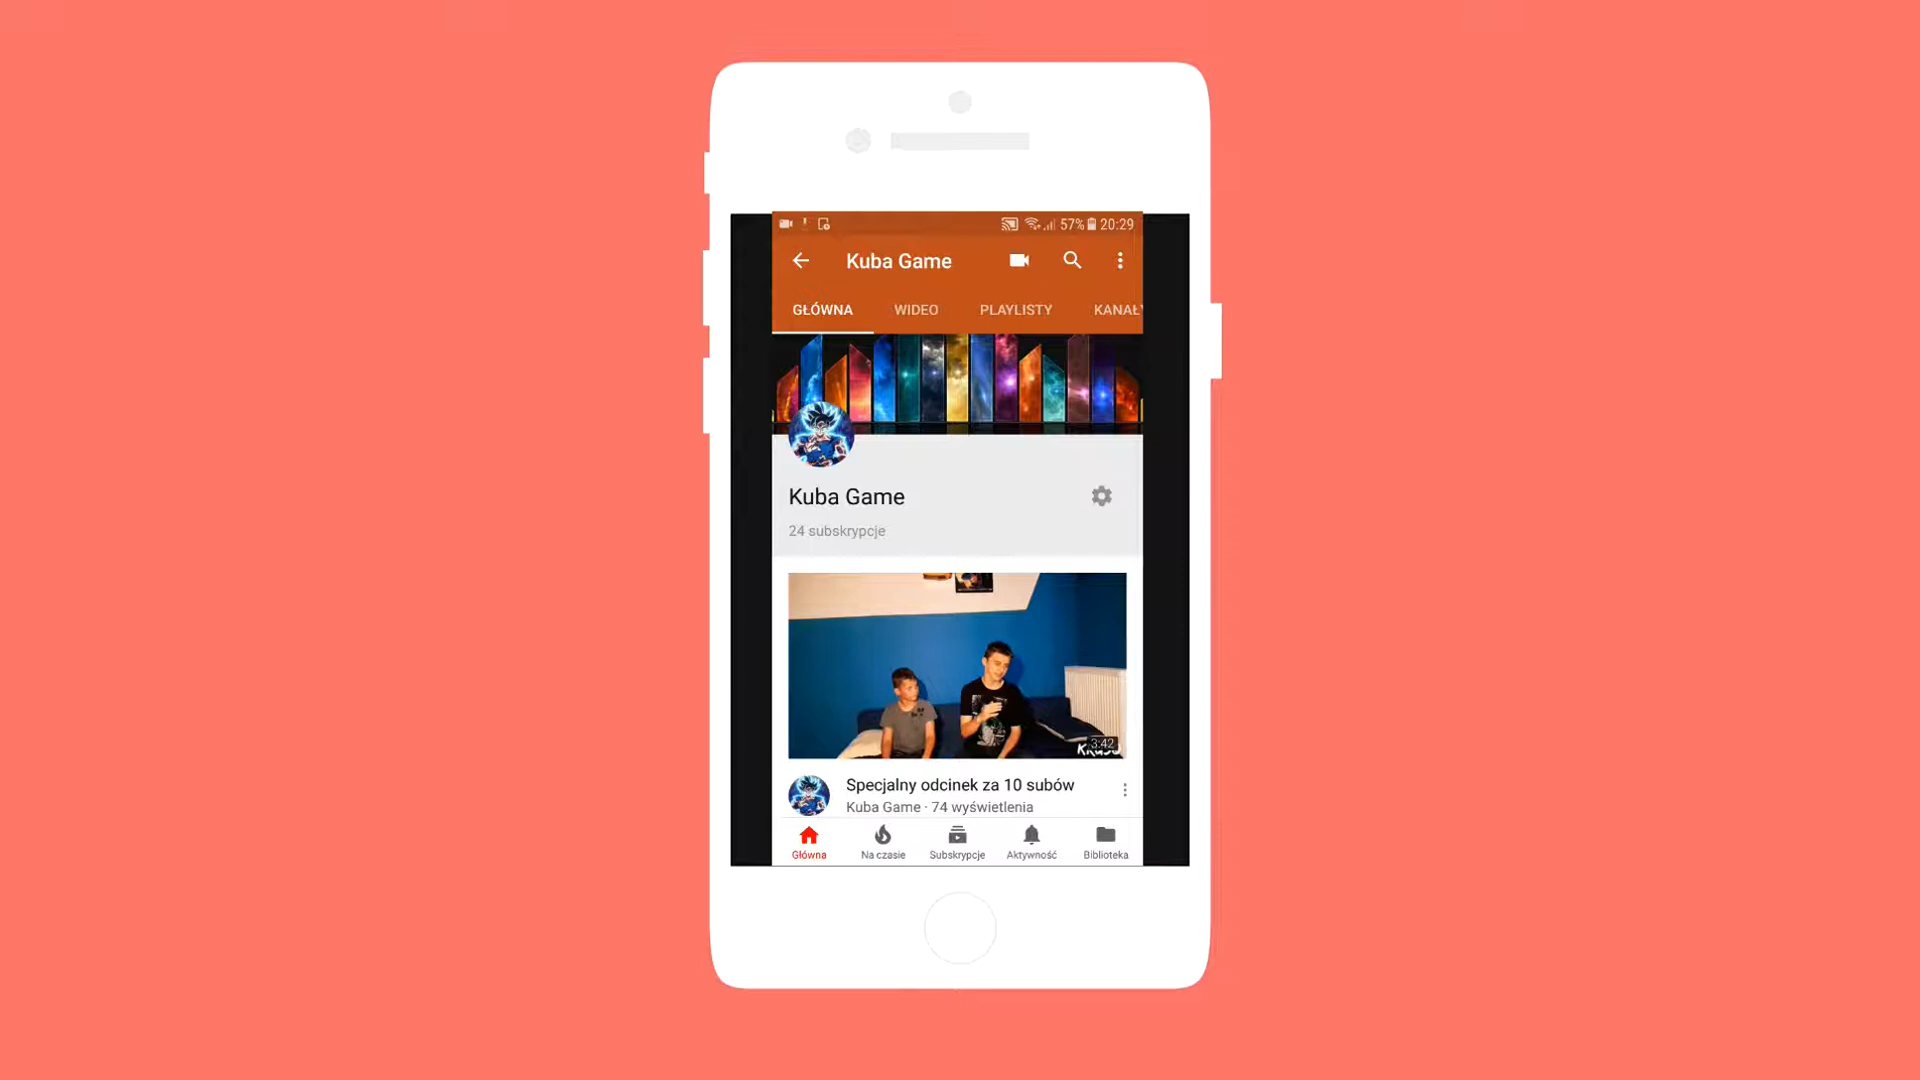 57% 20:29
Kuba Game
GŁÓWNA WIDEO PLAYLISTY KANAŁY
Kuba Game
24 subskrypcje
3:42
Specjalny odcinek za 10 subów
Kuba Game · 74 wyświetlenia
Główna Na czasie Subskrypcje Aktywność Biblioteka